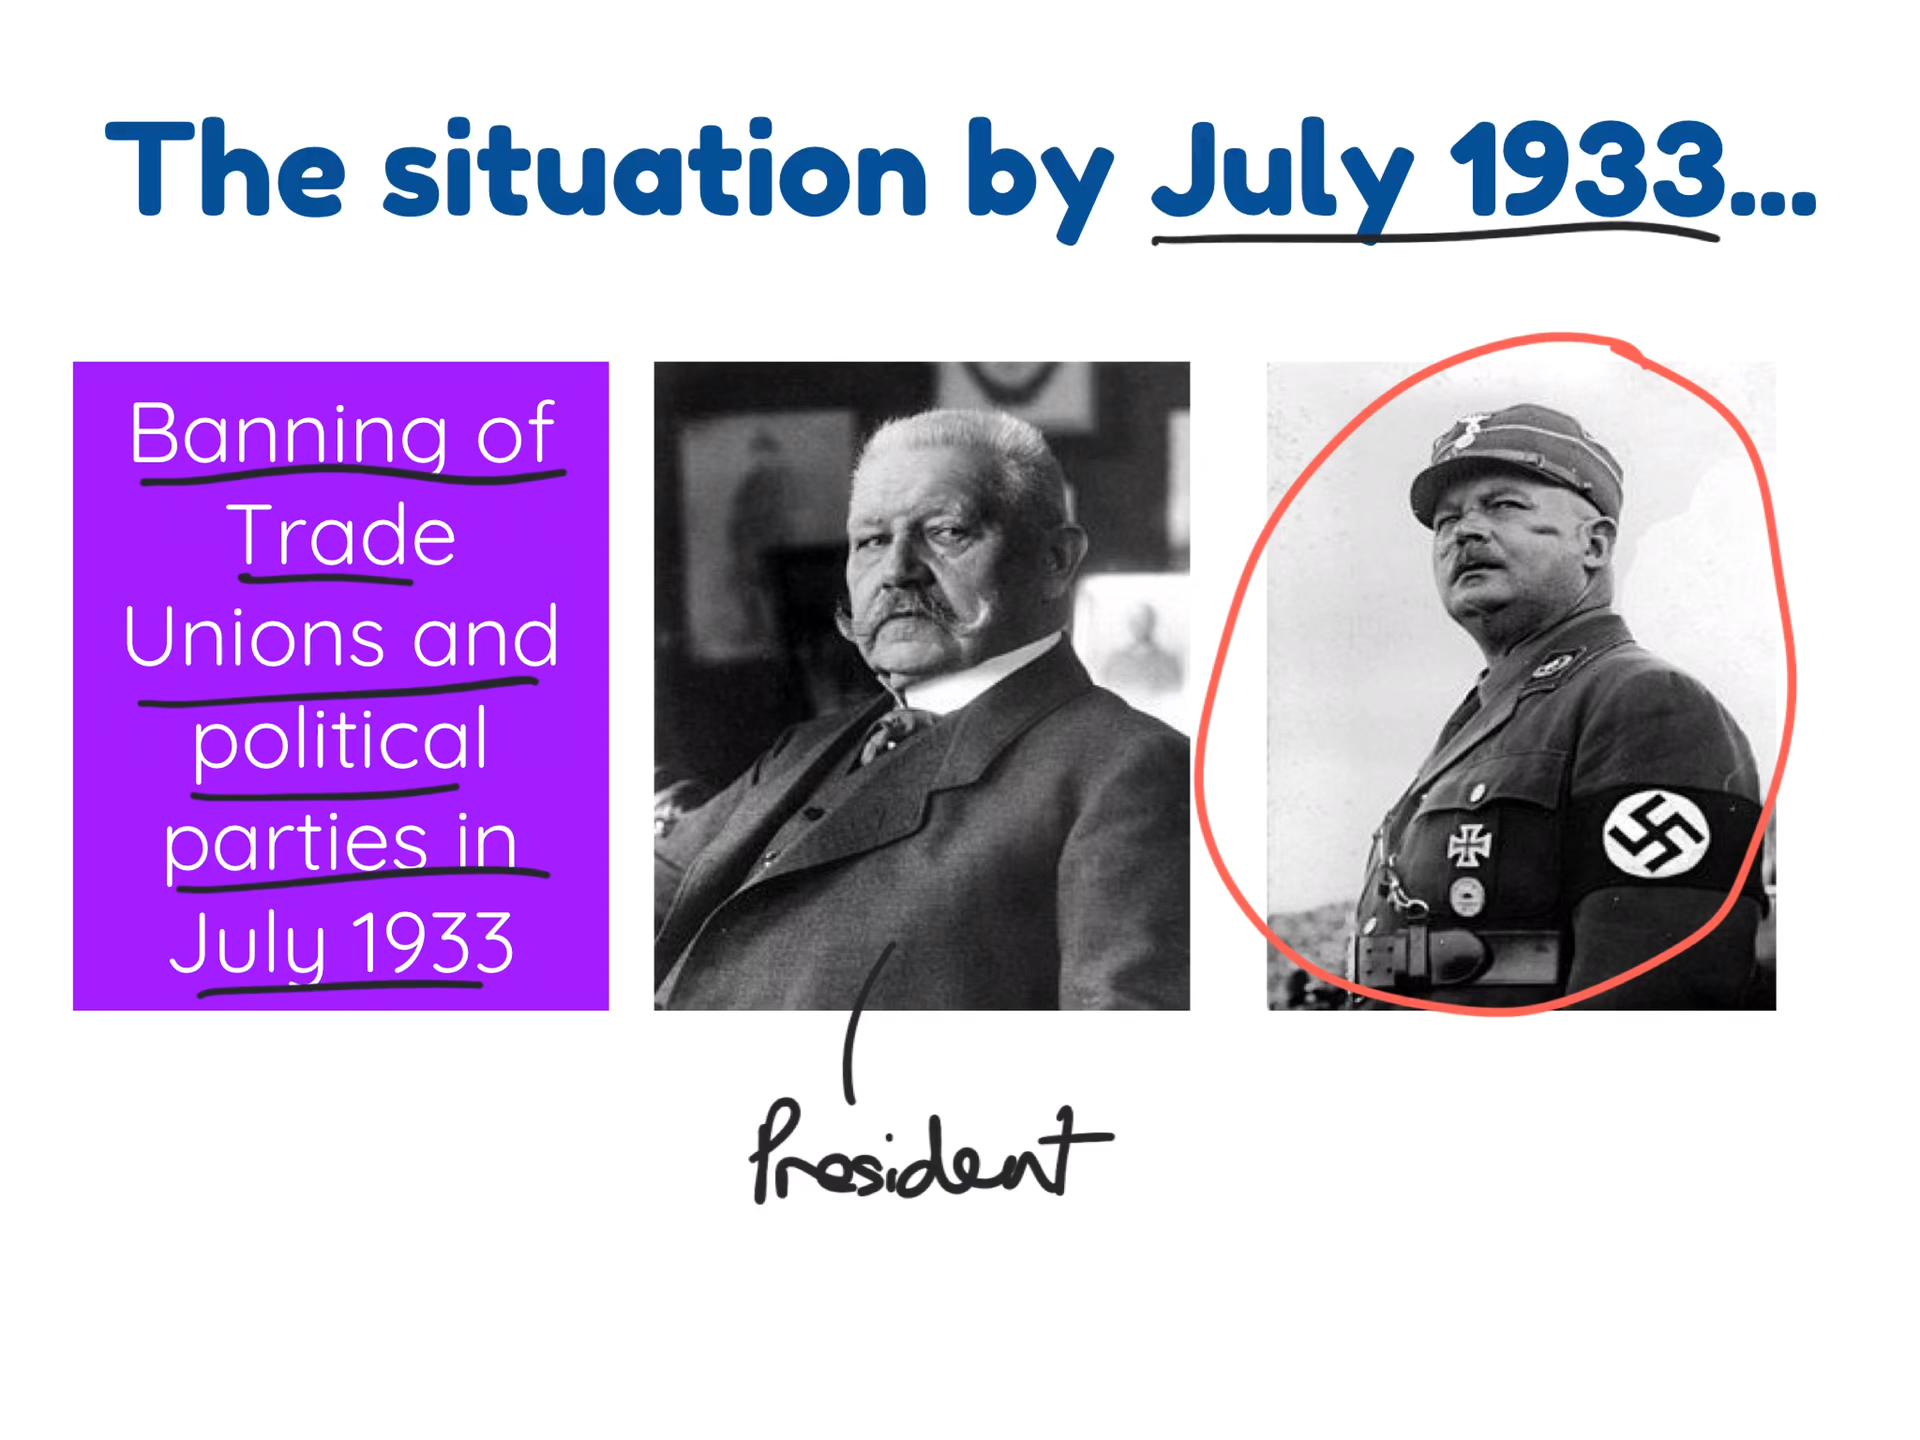 The situation by July 1933...
Banning of
Trade
Unions and
political
parties in
July 1933
President